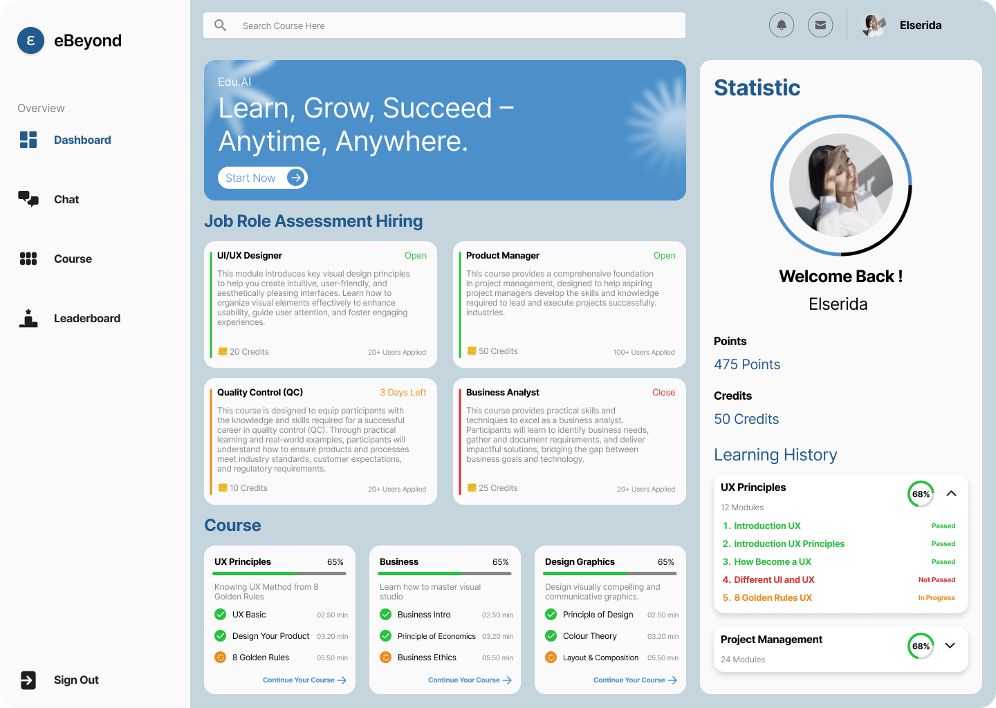 ε eBeyond
Overview
Dashboard
Chat
Course
Leaderboard
Sign Out
Search Course Here
Elserida
Edu.AI
Learn, Grow, Succeed –
Anytime, Anywhere.
Start Now
Job Role Assessment Hiring
UI/UX Designer Open
This module introduces key visual design principles
to help you create intuitive, user-friendly, and
aesthetically pleasing interfaces. Learn how to
organize visual elements effectively to enhance
usability, guide user attention, and foster engaging
experiences.
20 Credits 20+ Users Applied
Product Manager Open
This course provides a comprehensive foundation
in project management, designed to help aspiring
project managers develop the skills and knowledge
required to lead and execute projects successfully.
industries.
50 Credits 100+ Users Applied
Quality Control (QC) 3 Days Left
This course is designed to equip participants with
the knowledge and skills required for a successful
career in quality control (QC). Through practical
learning and real-world examples, participants will
understand how to ensure products and processes
meet industry standards, customer expectations,
and regulatory requirements.
10 Credits 20+ Users Applied
Business Analyst Close
This course provides practical skills and
techniques to excel as a business analyst.
Participants will learn to identify business needs,
gather and document requirements, and deliver
impactful solutions, bridging the gap between
business goals and technology.
25 Credits 20+ Users Applied
Course
UX Principles 65%
Knowing UX Method from 8
Golden Rules
UX Basic 02.50 min
Design Your Product 03.20 min
8 Golden Rules 05.50 min
Continue Your Course
Business 65%
Learn how to master visual
studio
Business Intro 02.50 min
Principle of Economics 03.20 min
Business Ethics 05.50 min
Continue Your Course
Design Graphics 65%
Design visually compelling and
communicative graphics.
Principle of Design 02.50 min
Colour Theory 03.20 min
Layout & Composition 05.50 min
Continue Your Course
Statistic
Welcome Back !
Elserida
Points
475 Points
Credits
50 Credits
Learning History
UX Principles 68%
12 Modules
1. Introduction UX Passed
2. Introduction UX Principles Passed
3. How Become a UX Passed
4. Different UI and UX Not Passed
5. 8 Golden Rules UX In Progress
Project Management 68%
24 Modules